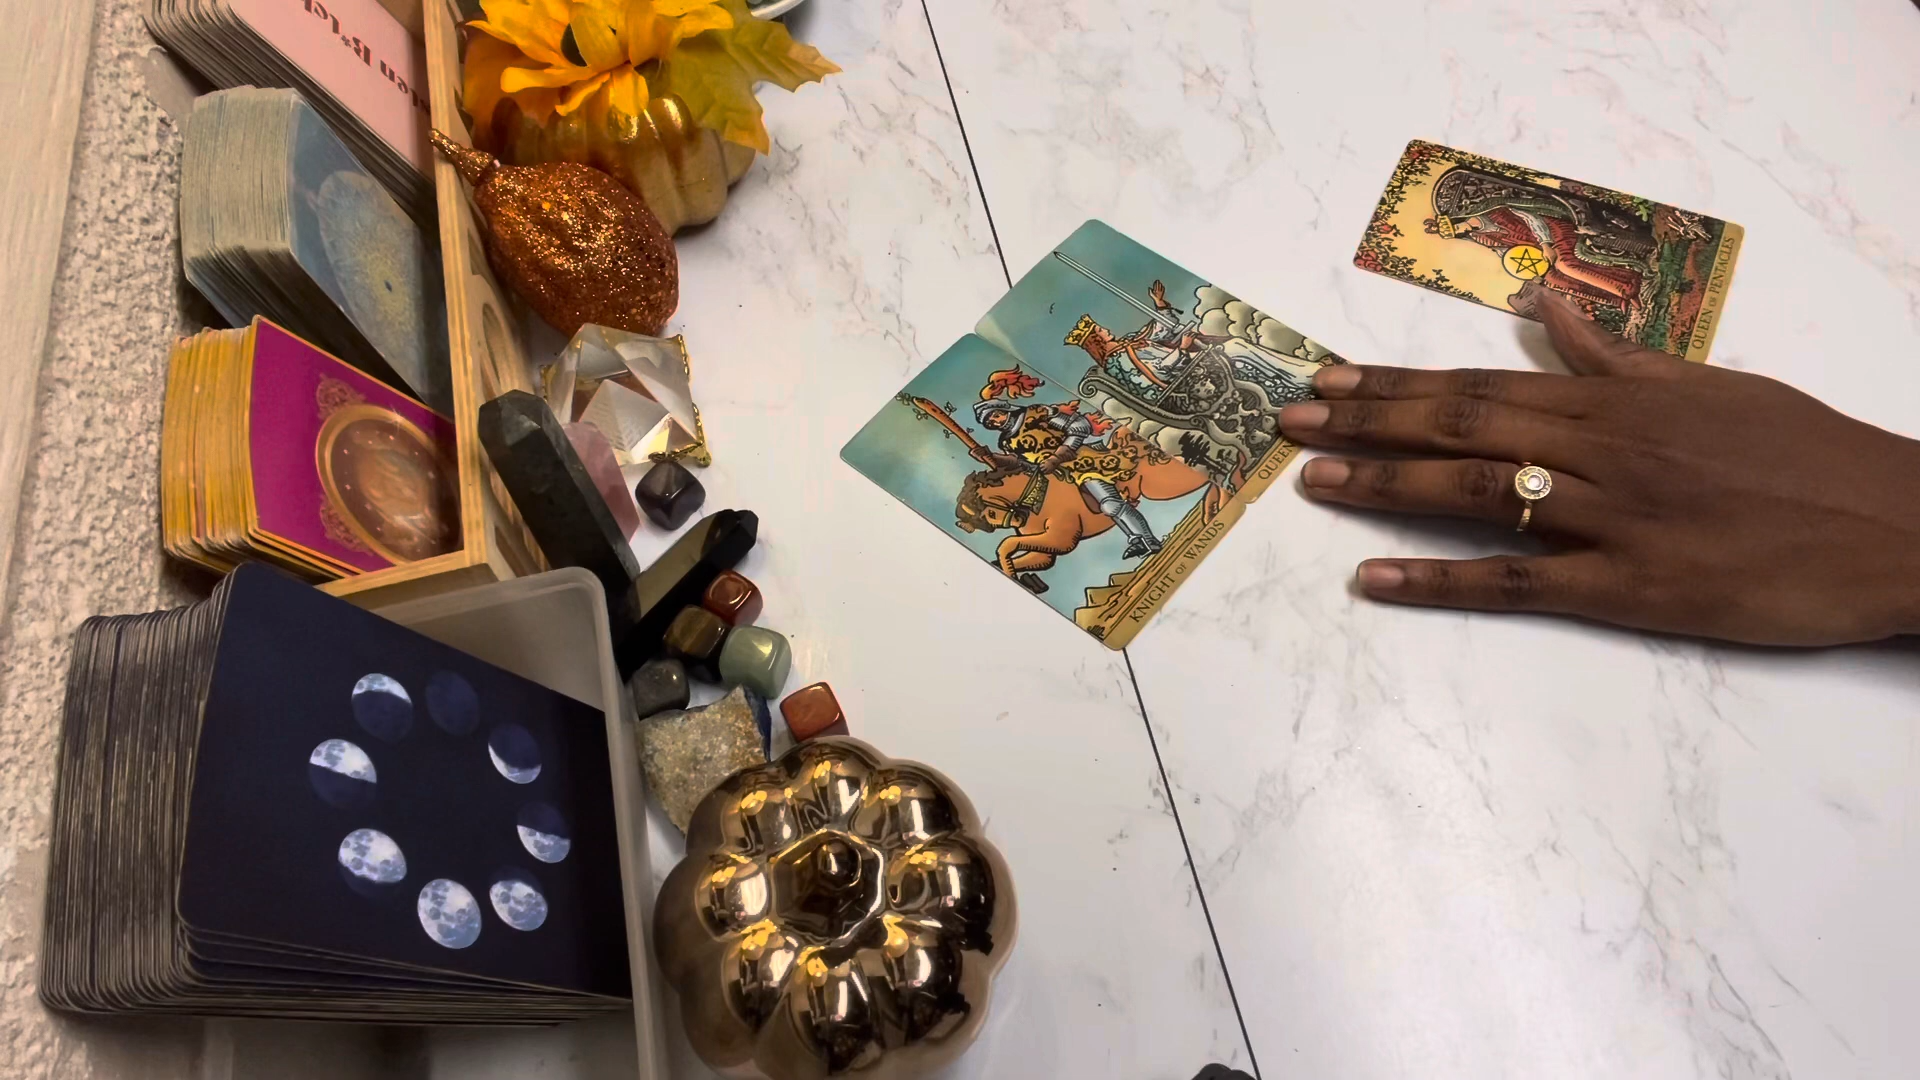 QUEEN OF PENTACLES
QUEEN
KNIGHT OF WANDS